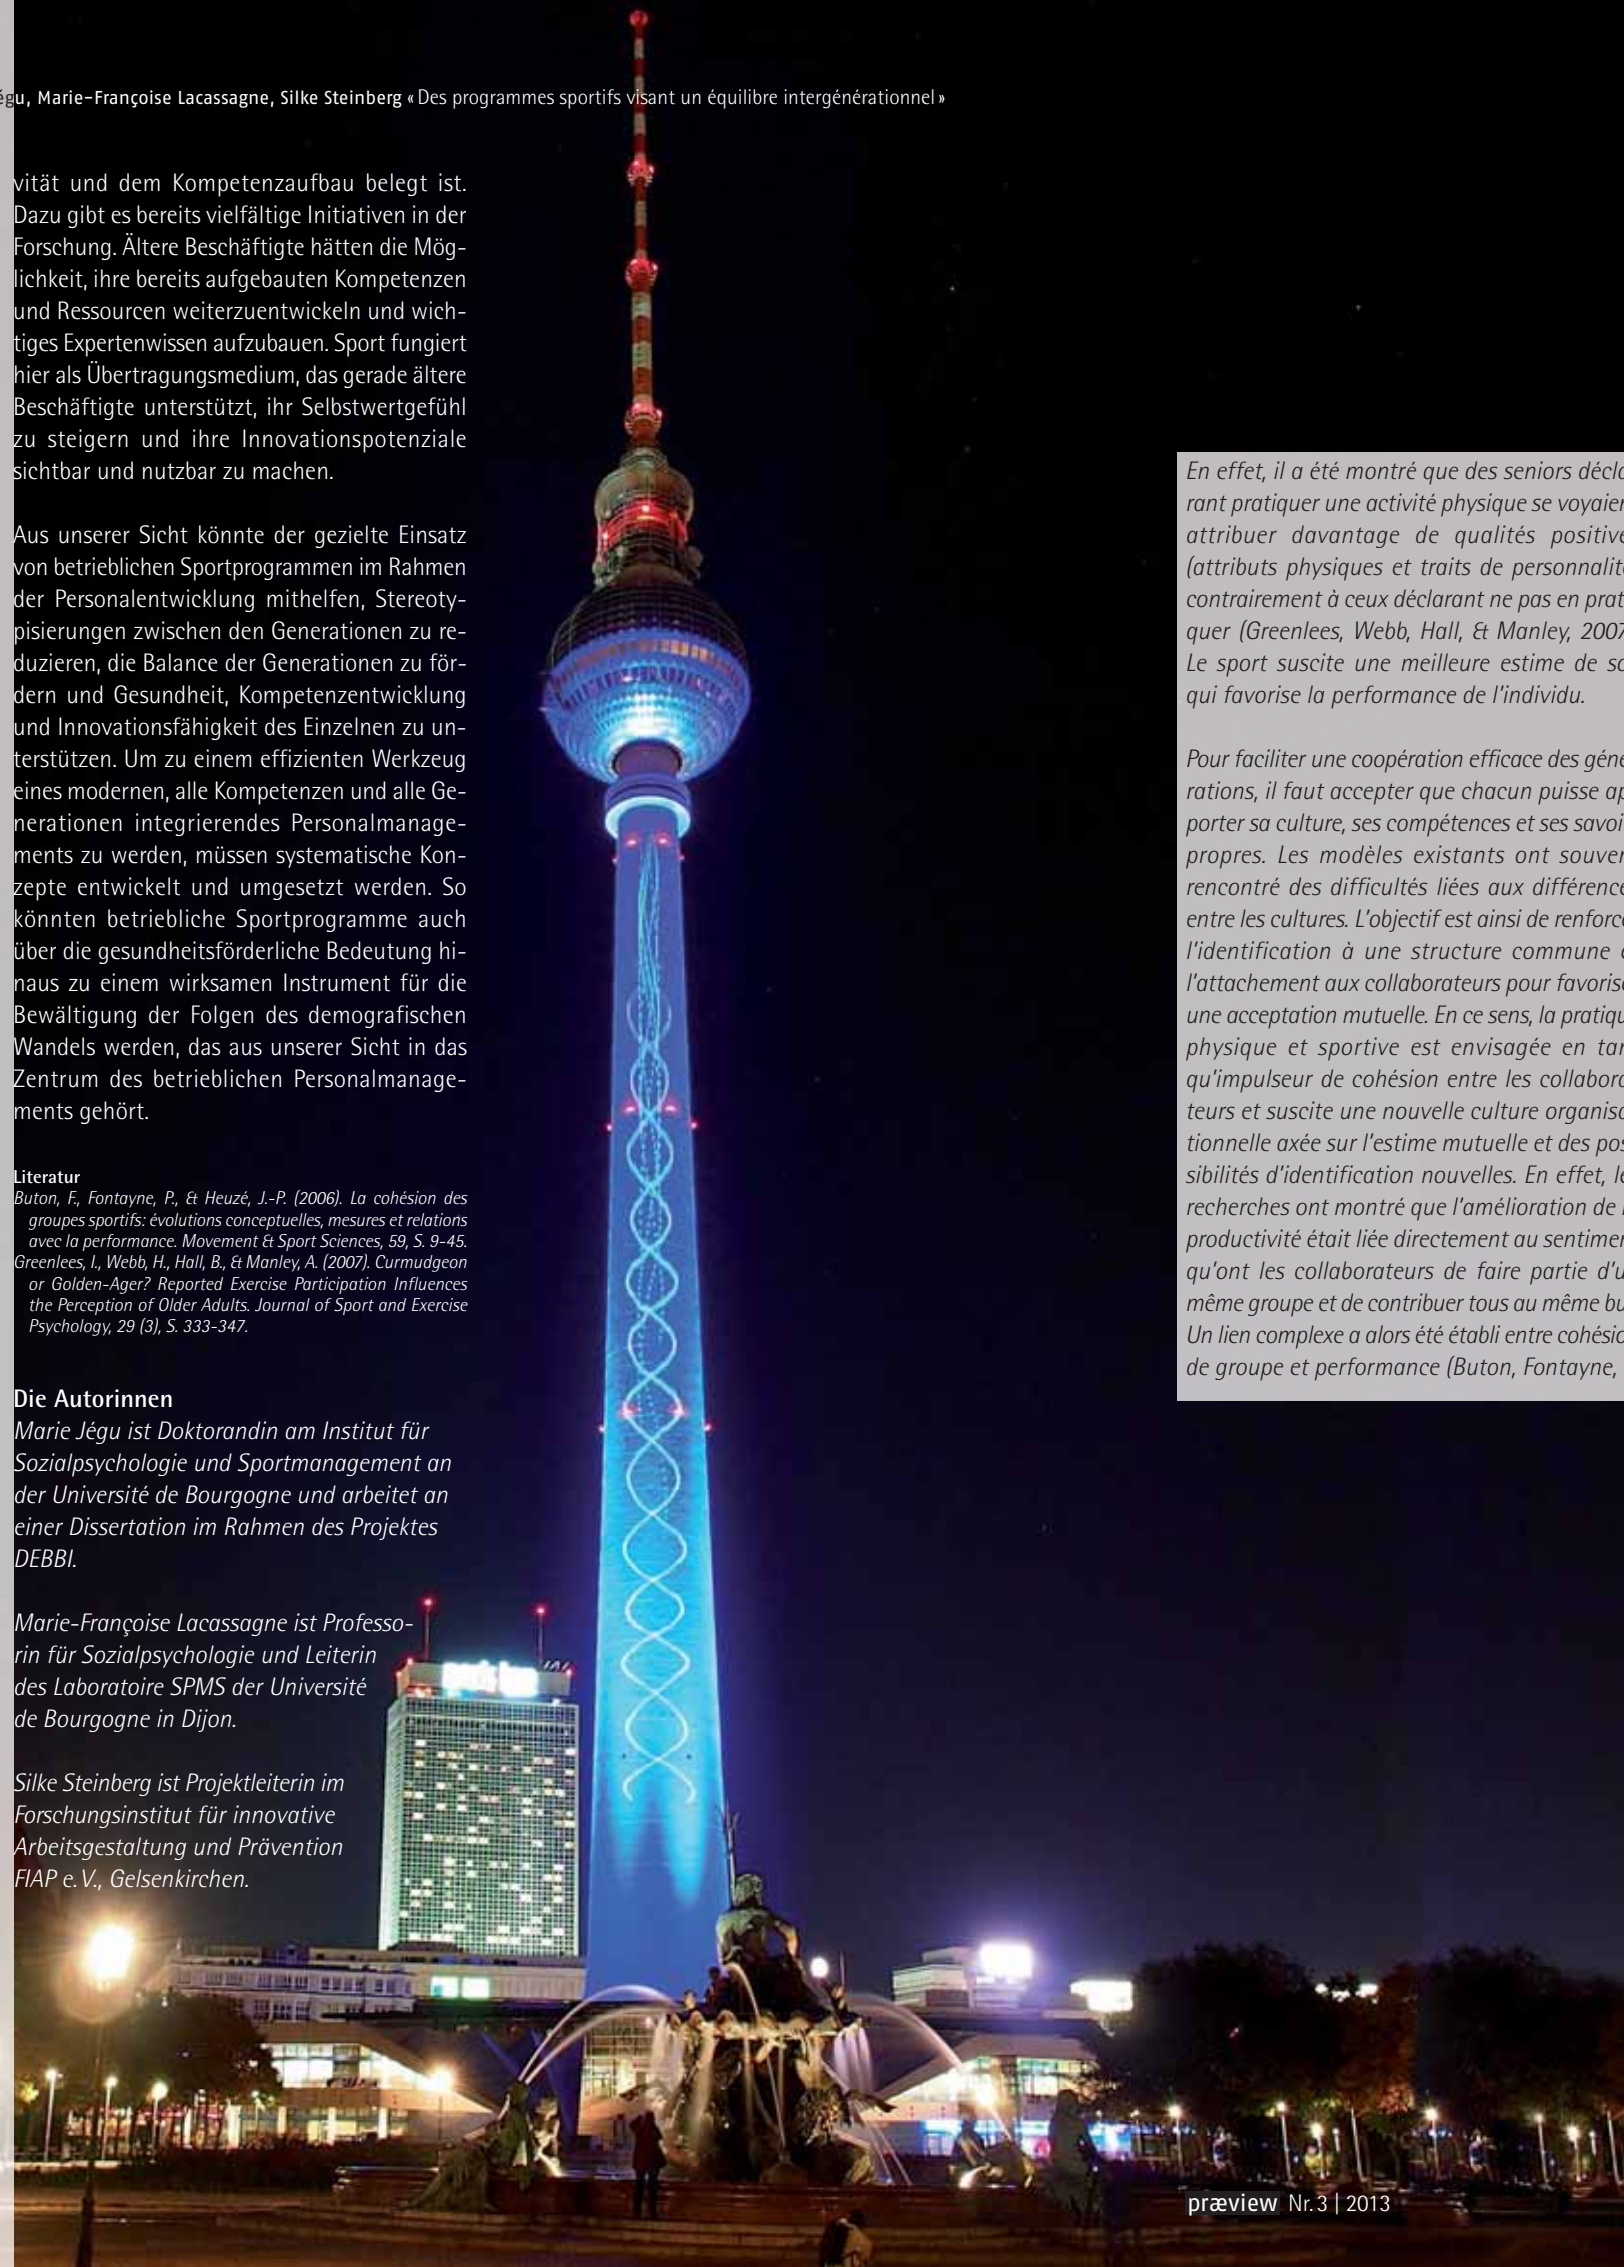 égu, Marie-Françoise Lacassagne, Silke Steinberg « Des programmes sportifs visant un équilibre intergénérationnel »
vität und dem Kompetenzaufbau belegt ist.
Dazu gibt es bereits vielfältige Initiativen in der
Forschung. Ältere Beschäftigte hätten die Mög-
lichkeit, ihre bereits aufgebauten Kompetenzen
und Ressourcen weiterzuentwickeln und wich-
tiges Expertenwissen aufzubauen. Sport fungiert
hier als Übertragungsmedium, das gerade ältere
Beschäftigte unterstützt, ihr Selbstwertgefühl
zu steigern und ihre Innovationspotenziale
sichtbar und nutzbar zu machen.
Aus unserer Sicht könnte der gezielte Einsatz
von betrieblichen Sportprogrammen im Rahmen
der Personalentwicklung mithelfen, Stereoty-
pisierungen zwischen den Generationen zu re-
duzieren, die Balance der Generationen zu för-
dern und Gesundheit, Kompetenzentwicklung
und Innovationsfähigkeit des Einzelnen zu un-
terstützen. Um zu einem effizienten Werkzeug
eines modernen, alle Kompetenzen und alle Ge-
nerationen integrierendes Personalmanage-
ments zu werden, müssen systematische Kon-
zepte entwickelt und umgesetzt werden. So
könnten betriebliche Sportprogramme auch
über die gesundheitsförderliche Bedeutung hi-
naus zu einem wirksamen Instrument für die
Bewältigung der Folgen des demografischen
Wandels werden, das aus unserer Sicht in das
Zentrum des betrieblichen Personalmanage-
ments gehört.
Literatur
Buton, F., Fontayne, P., & Heuzé, J.-P. (2006). La cohésion des
groupes sportifs: évolutions conceptuelles, mesures et relations
avec la performance. Movement & Sport Sciences, 59, S. 9-45.
Greenlees, I., Webb, H., Hall, B., & Manley, A. (2007). Curmudgeon
or Golden-Ager? Reported Exercise Participation Influences
the Perception of Older Adults. Journal of Sport and Exercise
Psychology, 29 (3), S. 333-347.
Die Autorinnen
Marie Jégu ist Doktorandin am Institut für
Sozialpsychologie und Sportmanagement an
der Université de Bourgogne und arbeitet an
einer Dissertation im Rahmen des Projektes
DEBBI.
Marie-Françoise Lacassagne ist Professo-
rin für Sozialpsychologie und Leiterin
des Laboratoire SPMS der Université
de Bourgogne in Dijon.
Silke Steinberg ist Projektleiterin im
Forschungsinstitut für innovative
Arbeitsgestaltung und Prävention
FIAP e. V., Gelsenkirchen.
En effet, il a été montré que des seniors décla
rant pratiquer une activité physique se voyaien
attribuer davantage de qualités positive
(attributs physiques et traits de personnalité
contrairement à ceux déclarant ne pas en prat
quer (Greenlees, Webb, Hall, & Manley, 2007
Le sport suscite une meilleure estime de so
qui favorise la performance de l'individu.
Pour faciliter une coopération efficace des géné
rations, il faut accepter que chacun puisse ap
porter sa culture, ses compétences et ses savoi
propres. Les modèles existants ont souven
rencontré des difficultés liées aux différence
entre les cultures. L'objectif est ainsi de renforce
l'identification à une structure commune e
l'attachement aux collaborateurs pour favorise
une acceptation mutuelle. En ce sens, la pratiqu
physique et sportive est envisagée en tan
qu'impulseur de cohésion entre les collabora
teurs et suscite une nouvelle culture organisa
tionnelle axée sur l'estime mutuelle et des pos
sibilités d'identification nouvelles. En effet, le
recherches ont montré que l'amélioration de l
productivité était liée directement au sentimen
qu'ont les collaborateurs de faire partie d'u
même groupe et de contribuer tous au même bu
Un lien complexe a alors été établi entre cohésio
de groupe et performance (Buton, Fontayne,
præview Nr. 3 | 2013